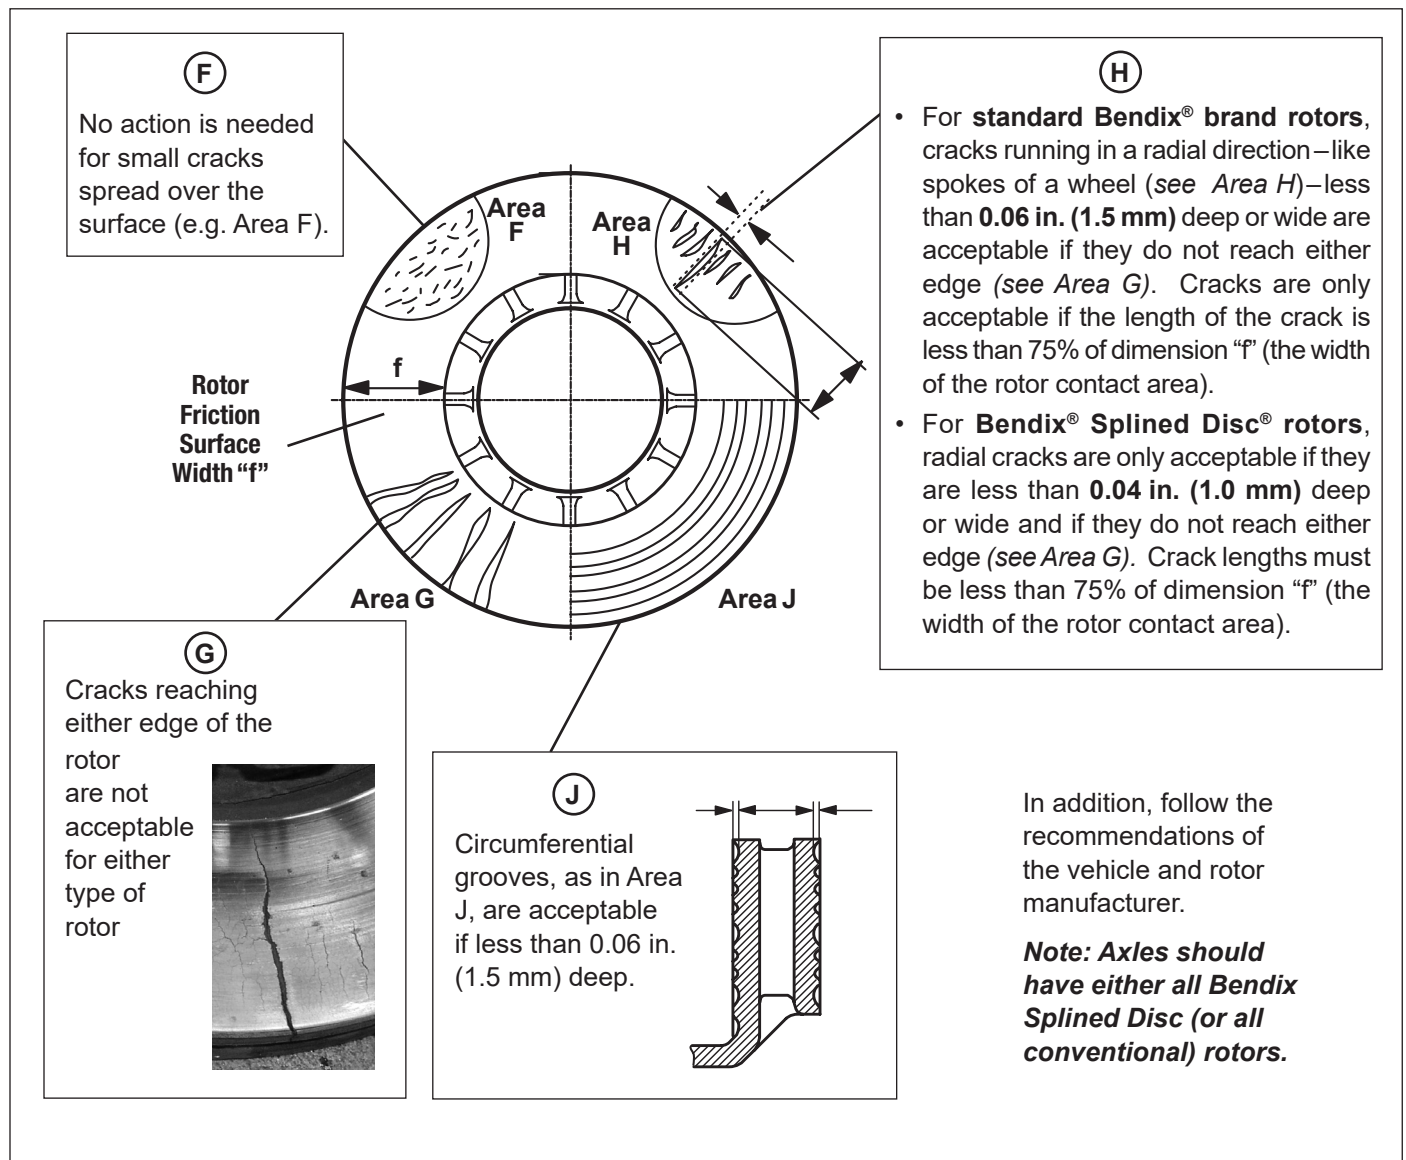 F
No action is needed
for small cracks
spread over the
surface (e.g. Area F).
Area
F
Area
H
f
Rotor
Friction
Surface
Width “f”
Area G
Area J
H
• For standard Bendix® brand rotors,
cracks running in a radial direction – like
spokes of a wheel (see Area H) – less
than 0.06 in. (1.5 mm) deep or wide are
acceptable if they do not reach either
edge (see Area G). Cracks are only
acceptable if the length of the crack is
less than 75% of dimension “f” (the width
of the rotor contact area).
• For Bendix® Splined Disc® rotors,
radial cracks are only acceptable if they
are less than 0.04 in. (1.0 mm) deep
or wide and if they do not reach either
edge (see Area G). Crack lengths must
be less than 75% of dimension “f” (the
width of the rotor contact area).
G
Cracks reaching
either edge of the
rotor
are not
acceptable
for either
type of
rotor
J
Circumferential
grooves, as in Area
J, are acceptable
if less than 0.06 in.
(1.5 mm) deep.
In addition, follow the
recommendations of
the vehicle and rotor
manufacturer.
Note: Axles should
have either all Bendix
Splined Disc (or all
conventional) rotors.